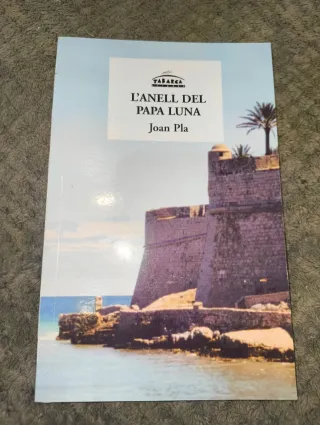 TABARCA
L'ANELL DEL
PAPA LUNA
Joan Pla